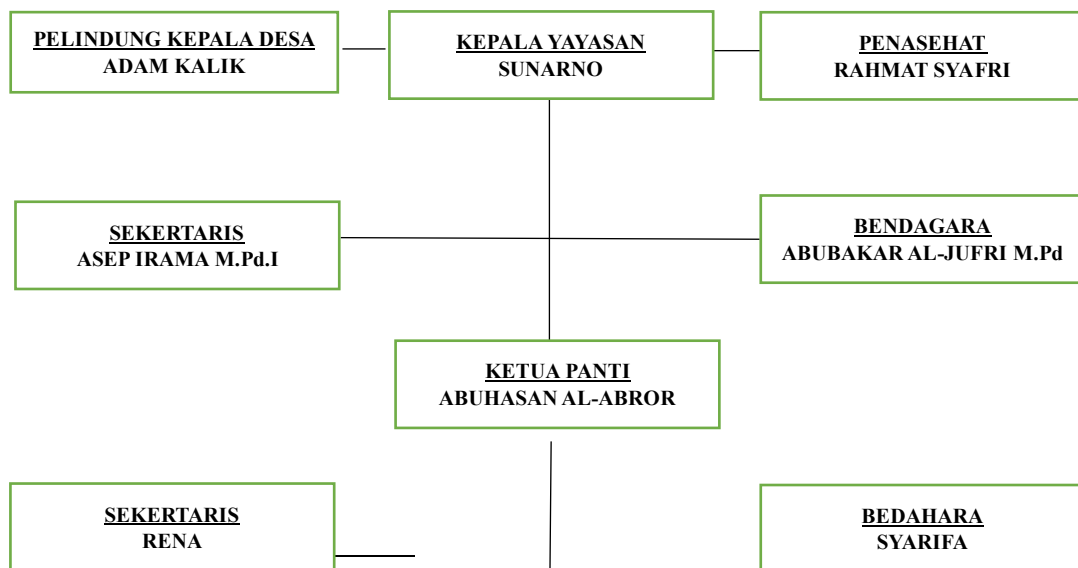 PELINDUNG KEPALA DESA
ADAM KALIK
KEPALA YAYASAN
SUNARNO
PENASEHAT
RAHMAT SYAFRI
SEKERTARIS
ASEP IRAMA M.Pd.I
BENDAGARA
ABUBAKAR AL-JUFRI M.Pd
KETUA PANTI
ABUHASAN AL-ABROR
SEKERTARIS
RENA
BEDAHARA
SYARIFA